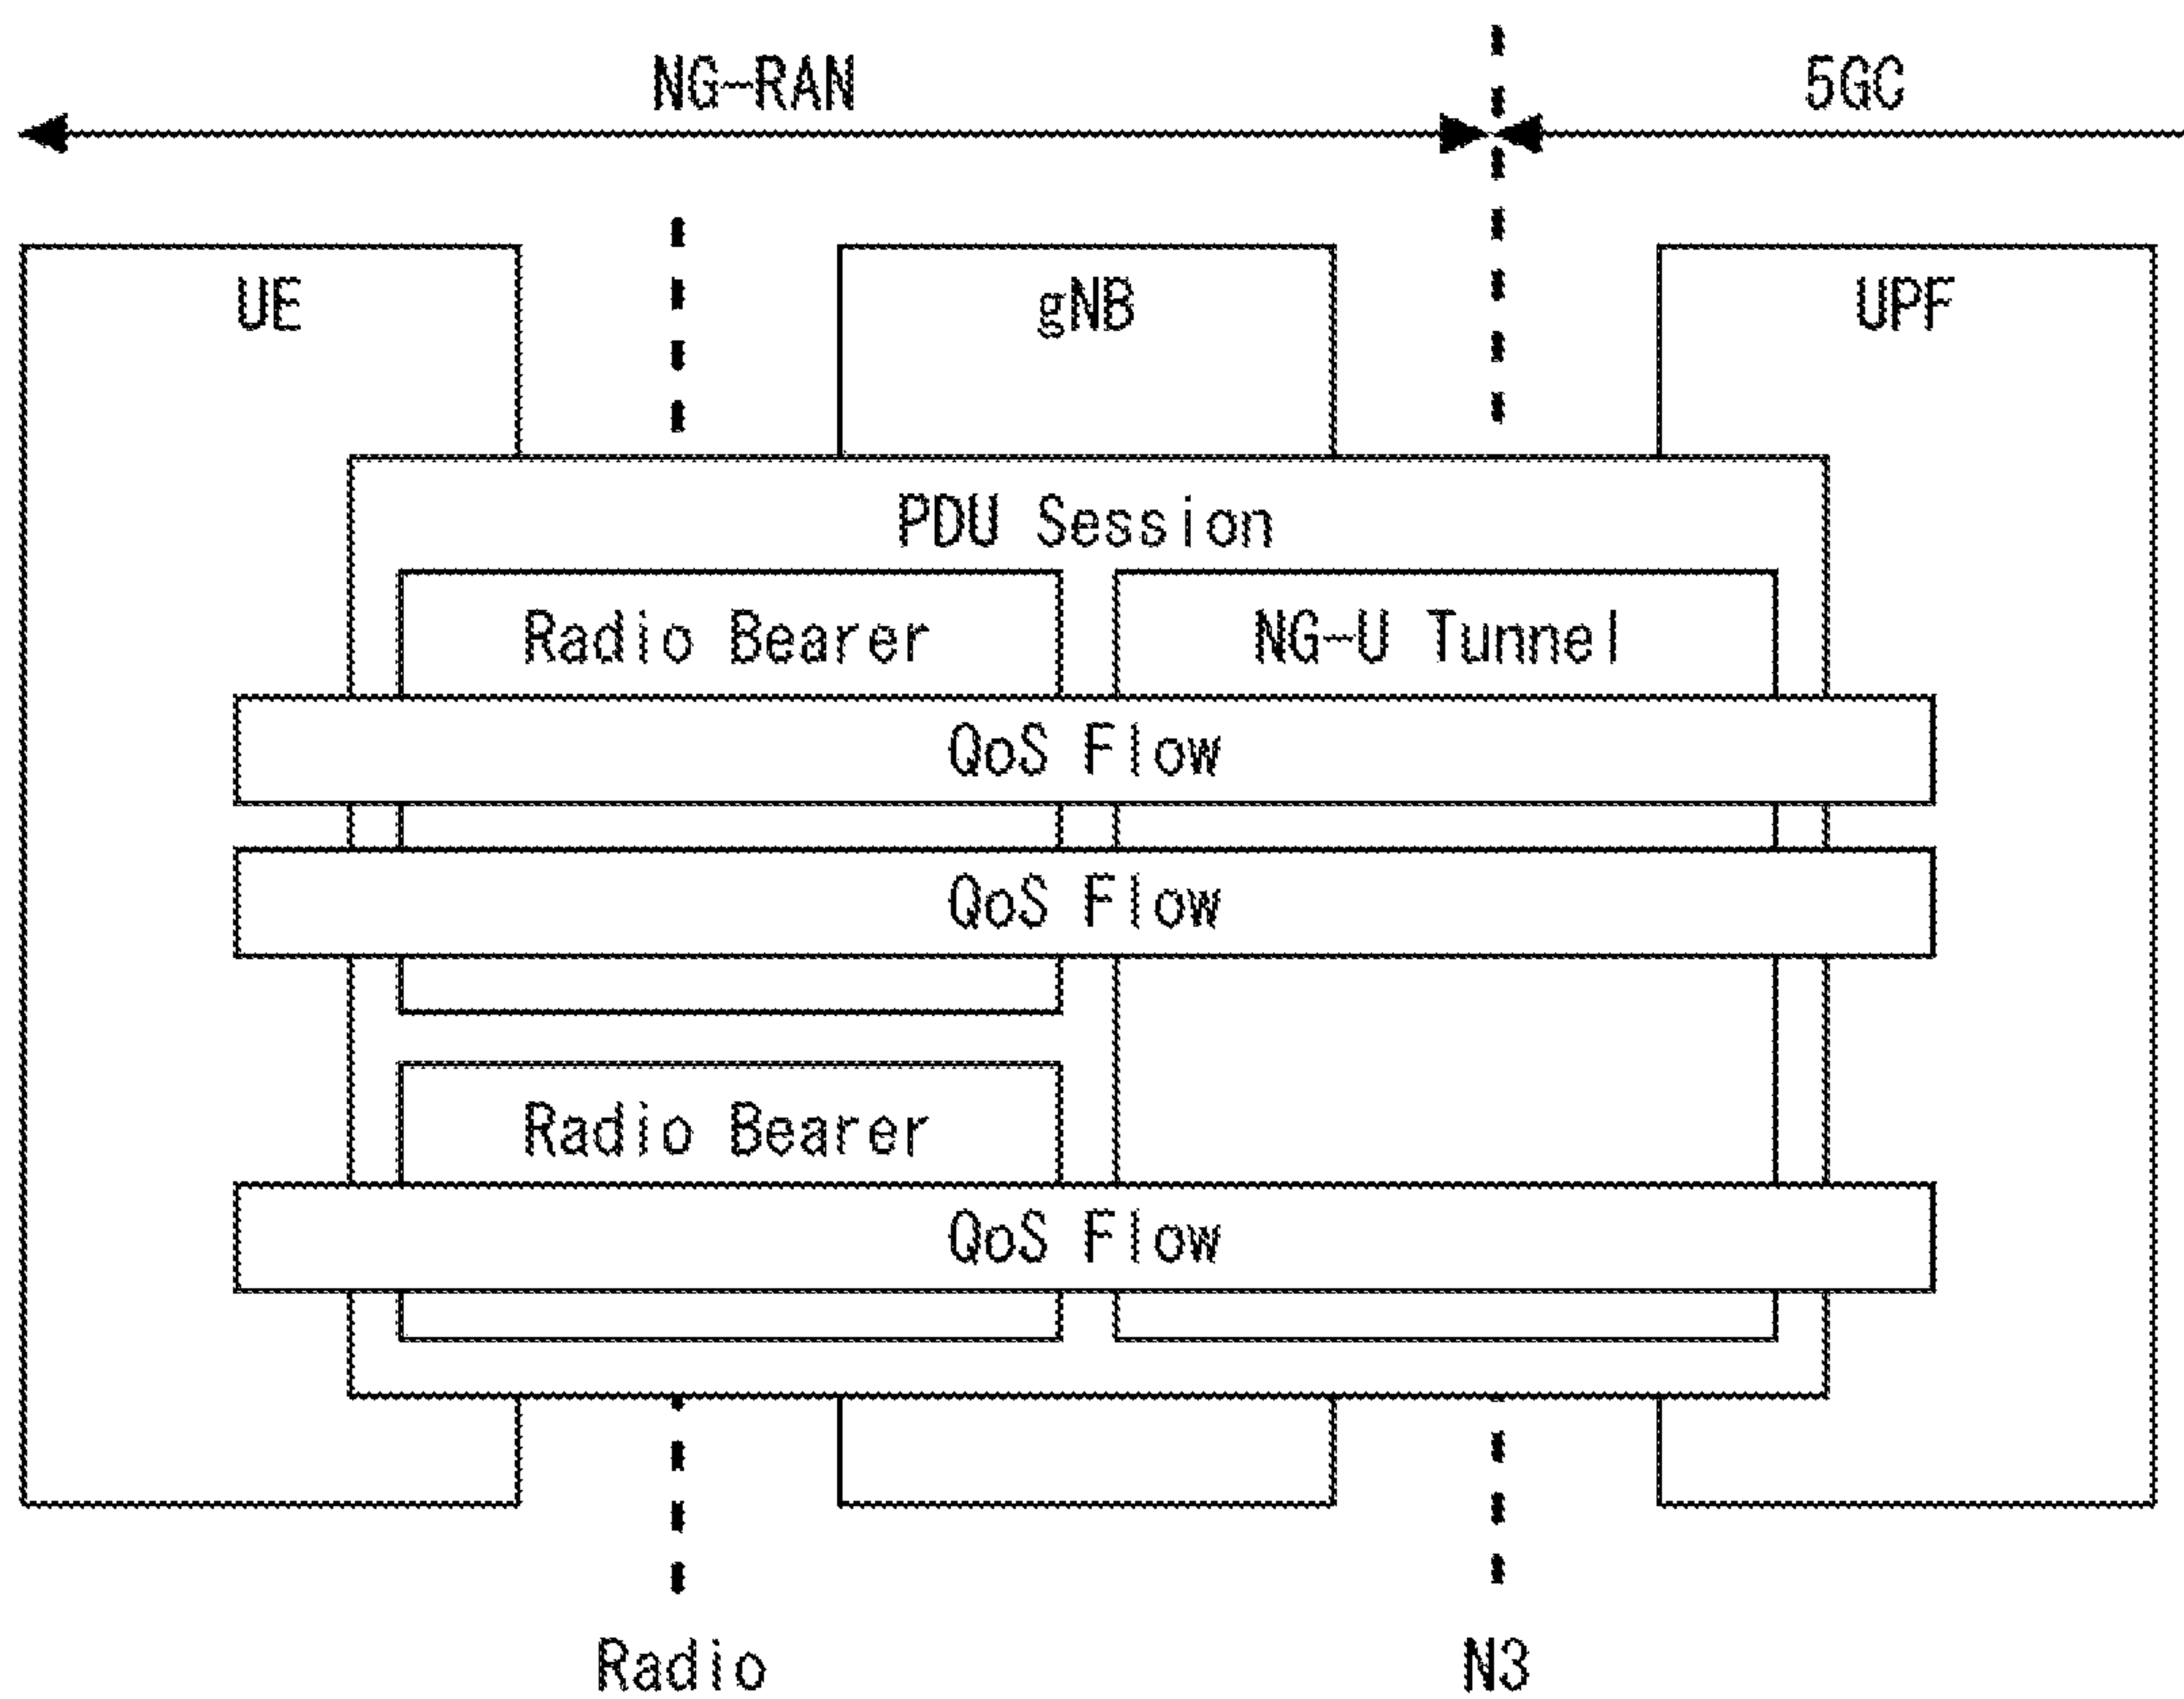 NG-RAN
5GC
UE
gNB
UPF
PDU Session
Radio Bearer
NG-U Tunnel
QoS Flow
QoS Flow
Radio Bearer
QoS Flow
Radio
N3